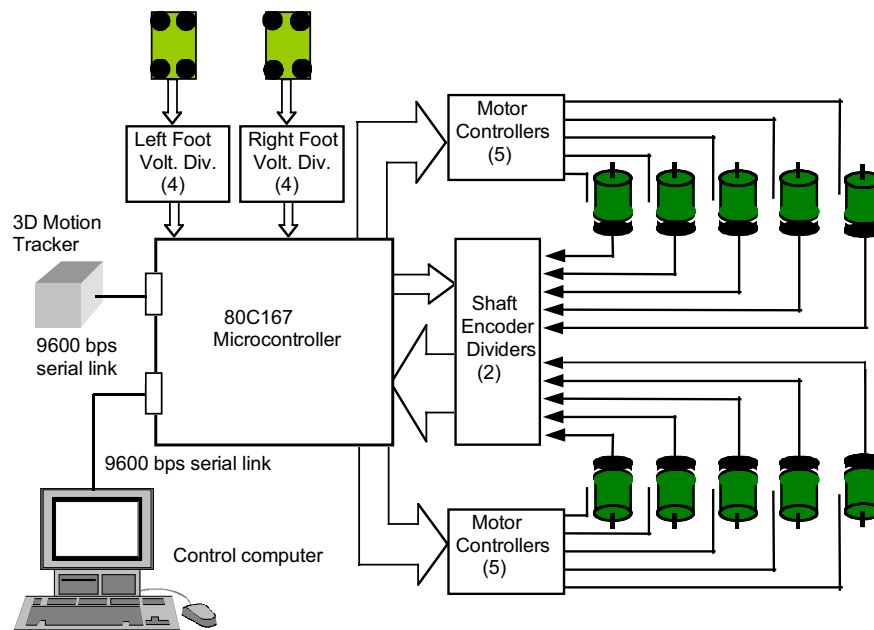 Left Foot
Volt. Div.
(4)
Right Foot
Volt. Div.
(4)
Motor
Controllers
(5)
3D Motion
Tracker
9600 bps
serial link
80C167
Microcontroller
Shaft
Encoder
Dividers
(2)
9600 bps serial link
Control computer
Motor
Controllers
(5)